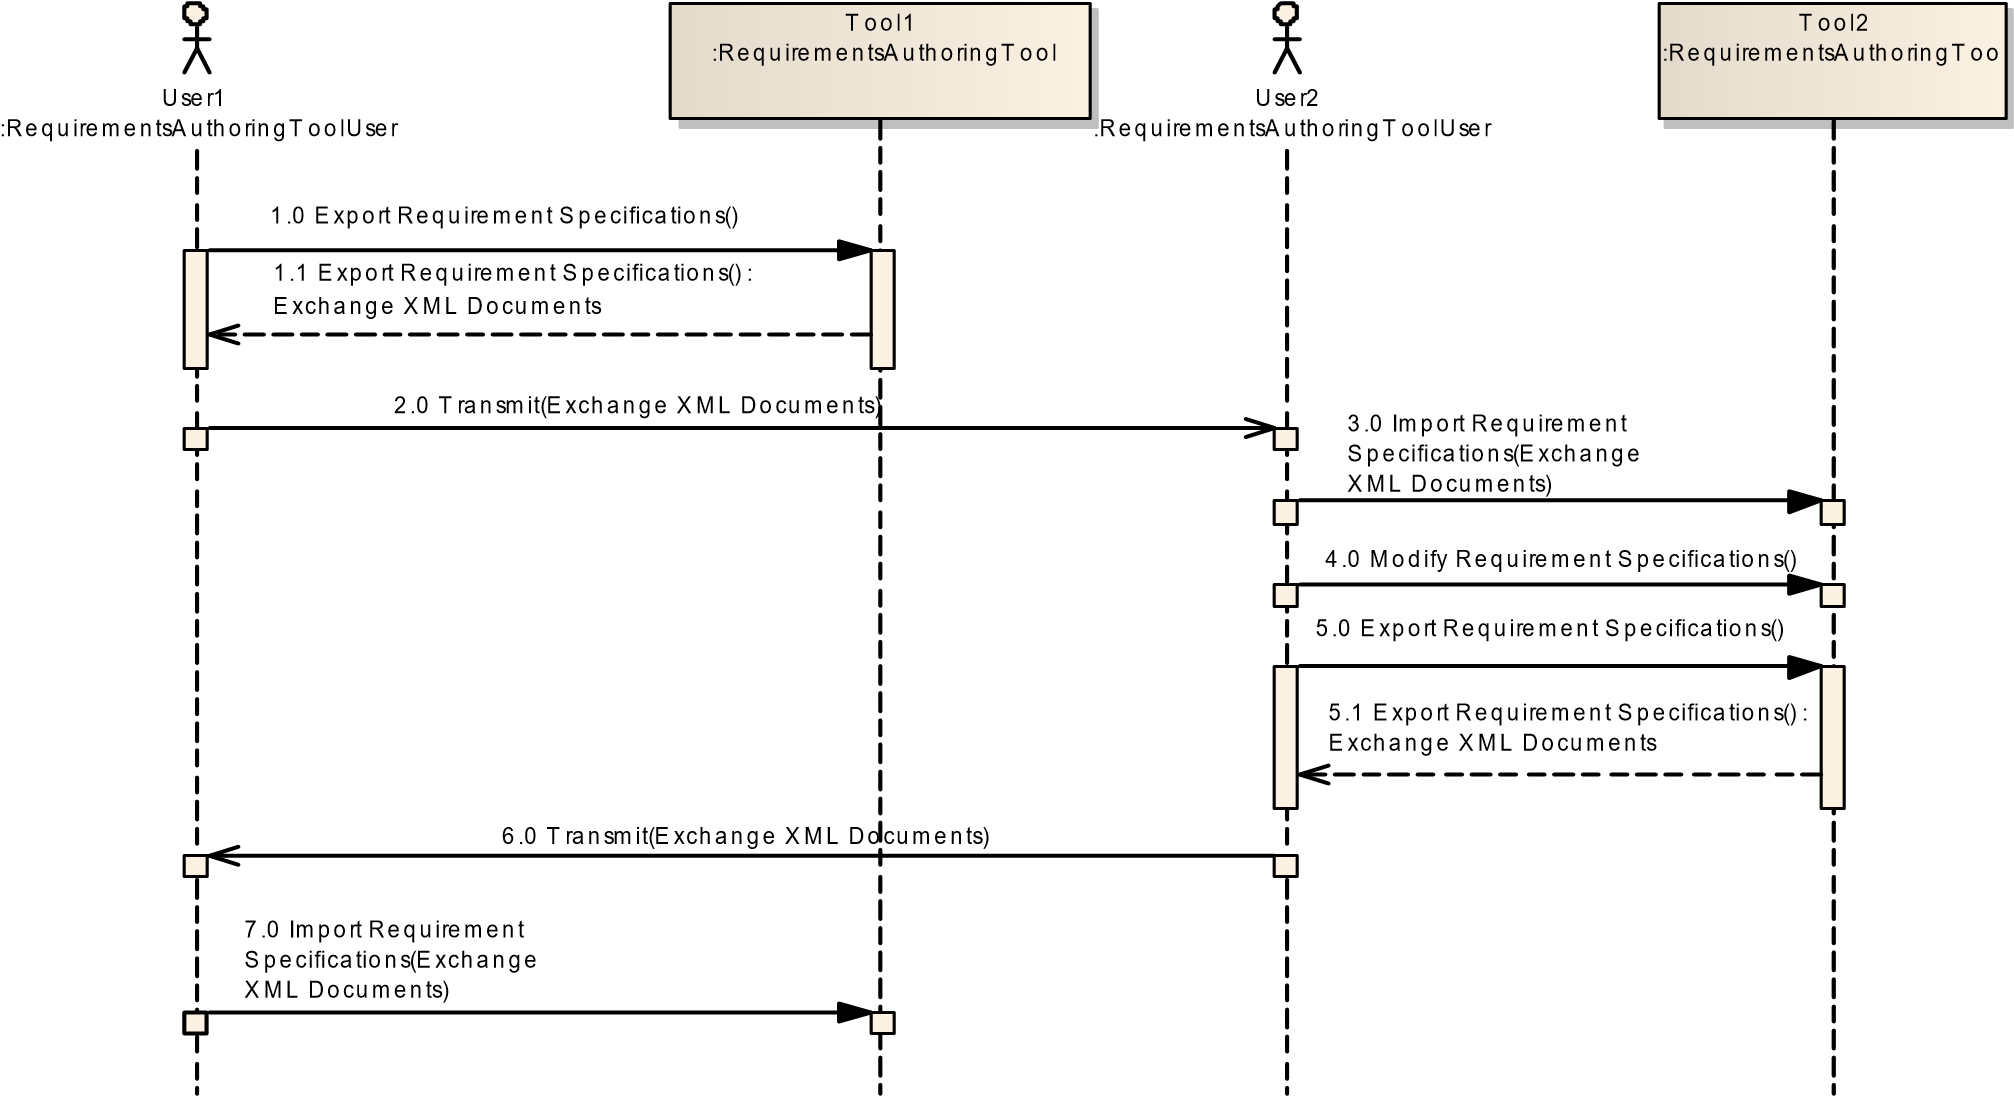 User1
:RequirementsAuthoringToolUser
Tool1
:RequirementsAuthoringTool
User2
:RequirementsAuthoringToolUser
Tool2
:RequirementsAuthoringToo
1.0 Export Requirement Specifications()
1.1 Export Requirement Specifications() :
Exchange XML Documents
2.0 Transmit(Exchange XML Documents)
3.0 Import Requirement
Specifications(Exchange
XML Documents)
4.0 Modify Requirement Specifications()
5.0 Export Requirement Specifications()
5.1 Export Requirement Specifications() :
Exchange XML Documents
6.0 Transmit(Exchange XML Documents)
7.0 Import Requirement
Specifications(Exchange
XML Documents)